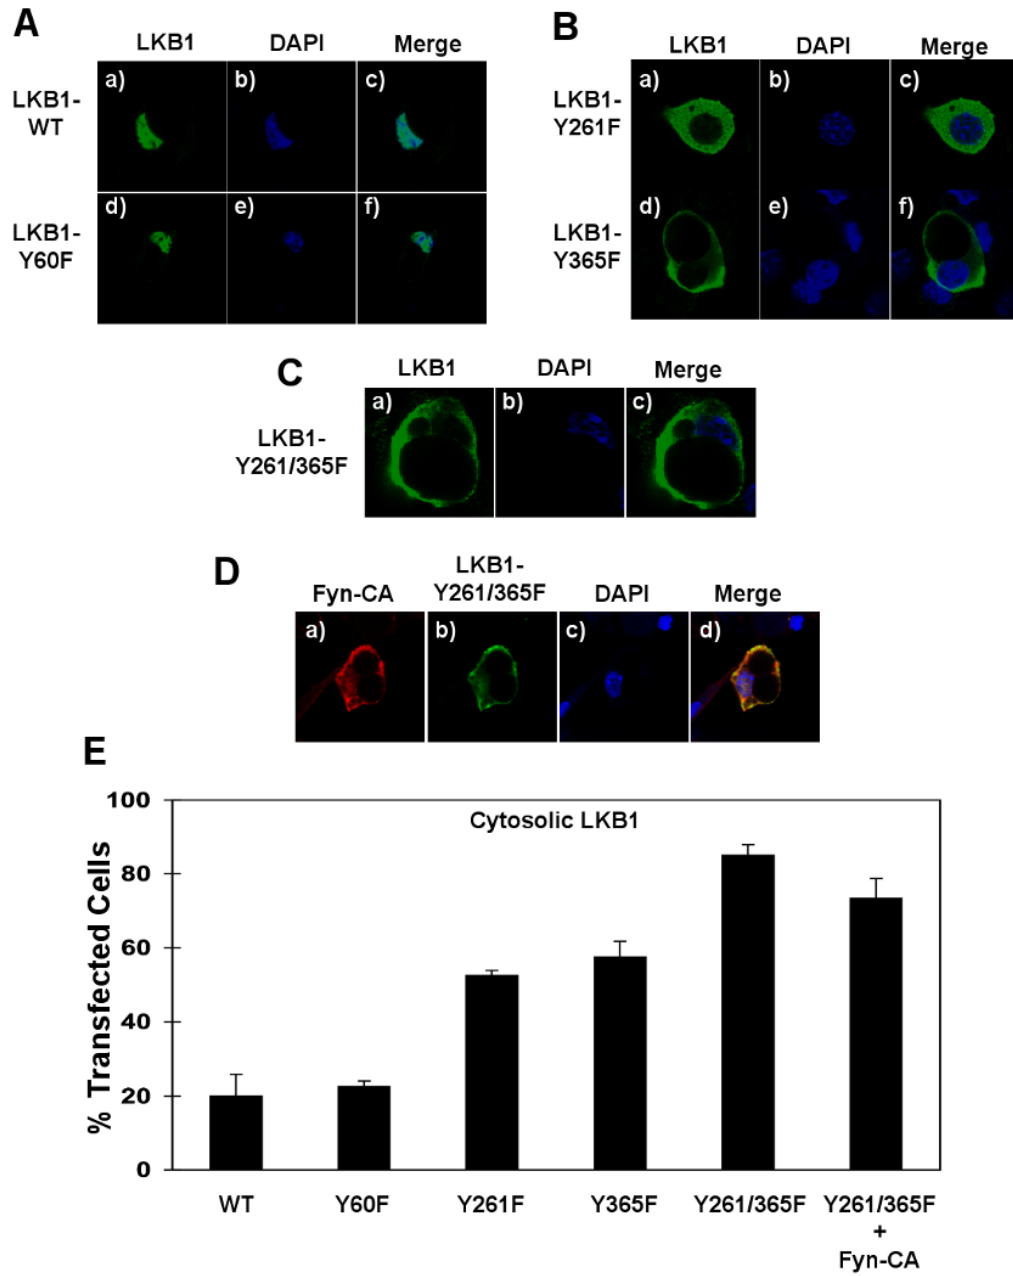 A
LKB1 DAPI Merge
LKB1-
WT
a) b) c)
LKB1-
Y60F
d) e) f)
B
LKB1 DAPI Merge
LKB1-
Y261F
a) b) c)
LKB1-
Y365F
d) e) f)
C
LKB1 DAPI Merge
LKB1-
Y261/365F
a) b) c)
D
Fyn-CA
LKB1-
Y261/365F
DAPI Merge
a) b) c) d)
E
Cytosolic LKB1
% Transfected Cells
100
80
60
40
20
0
WT Y60F Y261F Y365F Y261/365F Y261/365F
+
Fyn-CA